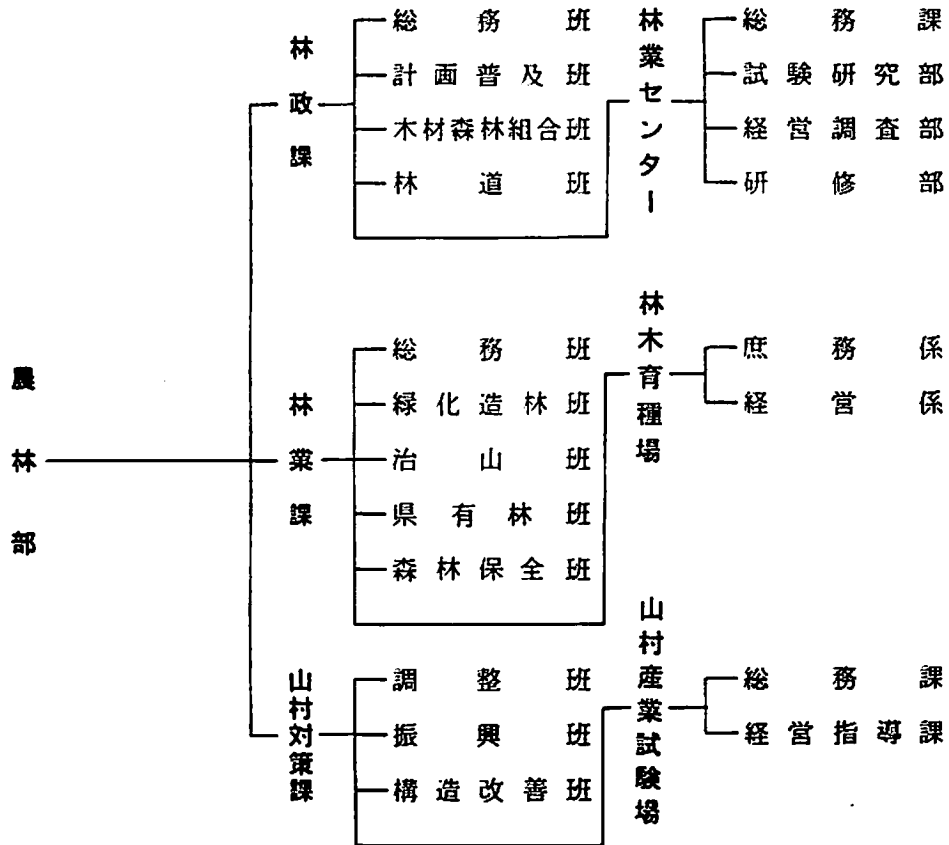 農林部
林政課
総務班
計画普及班
木材森林組合班
林道班
林業センター
総務課
試験研究部
経営調査部
研修部
林業課
総務班
緑化造林班
治山班
県有林班
森林保全班
林木育種場
庶務係
経営係
山村対策課
調整班
振興班
構造改善班
山村産業試験場
総務課
経営指導課